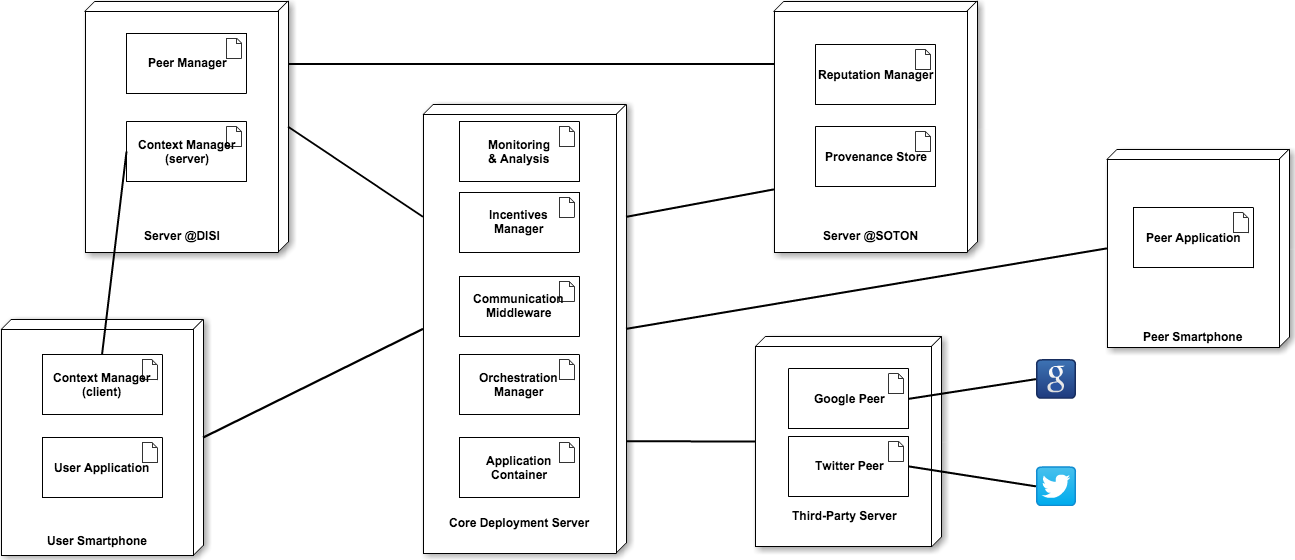 Peer Manager
Context Manager
(server)
Server @DISI
Reputation Manager
Provenance Store
Server @SOTON
Monitoring
& Analysis
Incentives
Manager
Communication
Middleware
Orchestration
Manager
Application
Container
Core Deployment Server
Peer Application
Peer Smartphone
Context Manager
(client)
User Application
User Smartphone
Google Peer
Twitter Peer
Third-Party Server
g